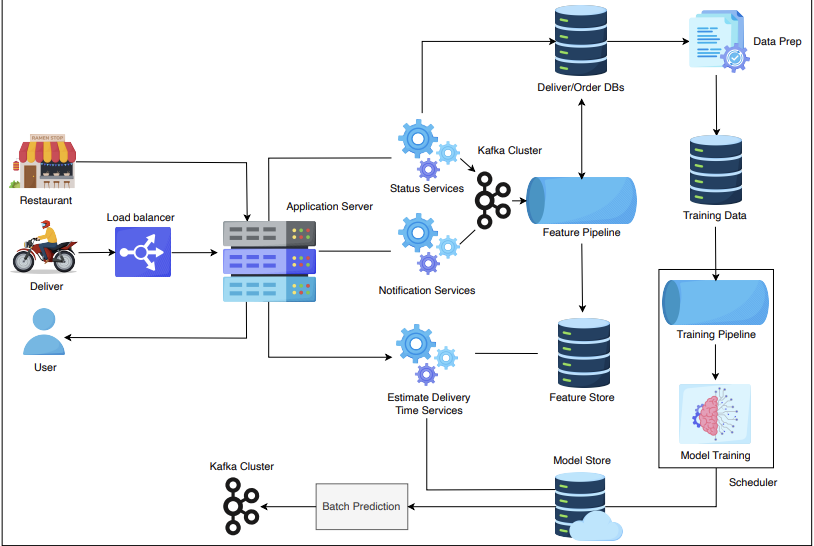 Data Prep
Deliver/Order DBs
RAMEN STOP
Kafka Cluster
Status Services
Restaurant
Application Server
Load balancer
Training Data
Feature Pipeline
Deliver
Notification Services
Training Pipeline
User
Estimate Delivery
Time Services
Feature Store
Model Training
Kafka Cluster
Model Store
Scheduler
Batch Prediction